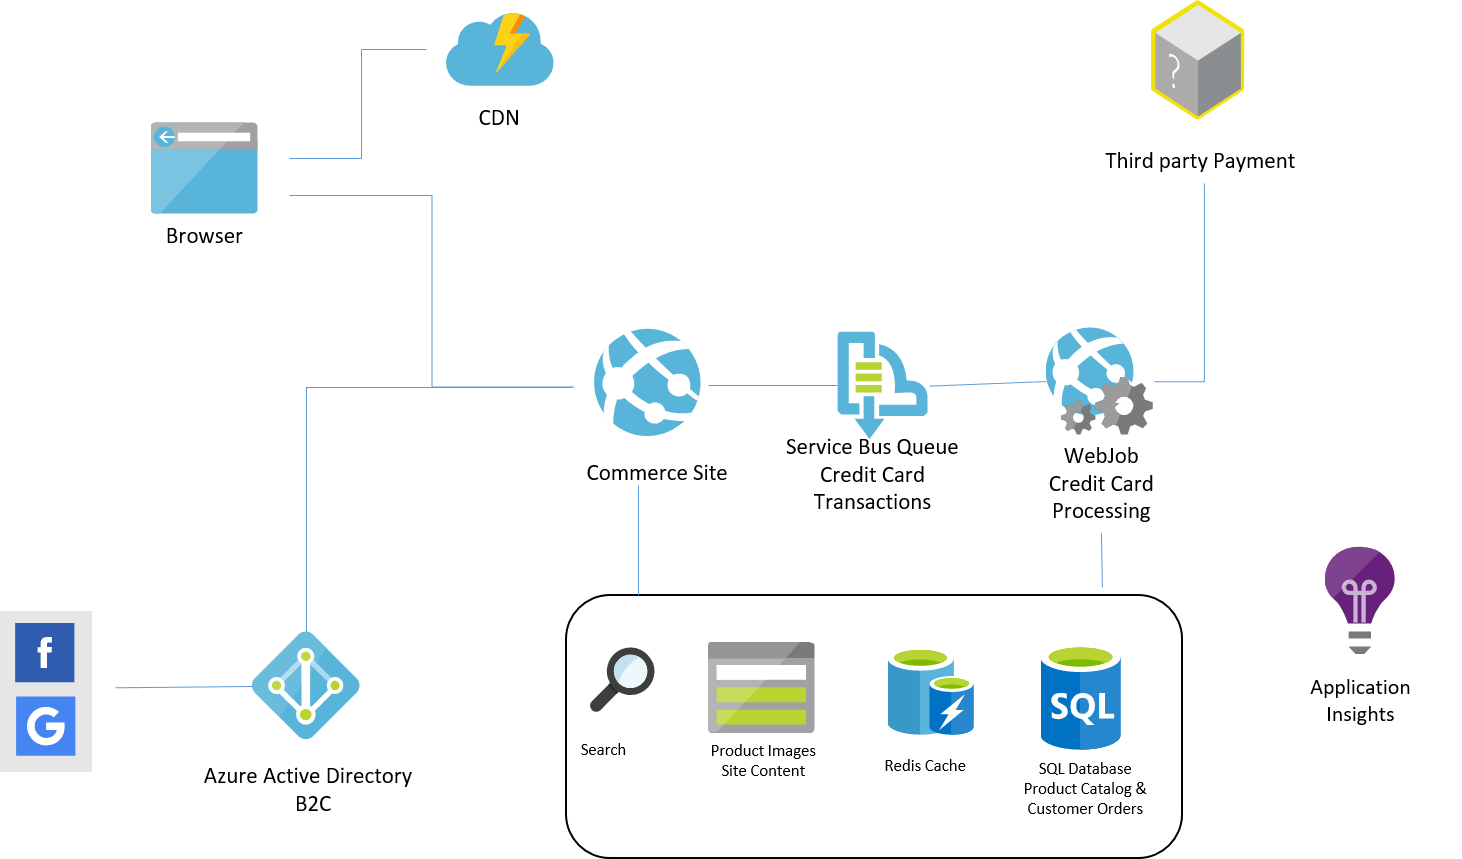 CDN
Third party Payment
?
Browser
Commerce Site
Service Bus Queue
Credit Card
Transactions
WebJob
Credit Card
Processing
f
G
Azure Active Directory
B2C
Search
Product Images
Site Content
Redis Cache
SQL
SQL Database
Product Catalog &
Customer Orders
Application
Insights